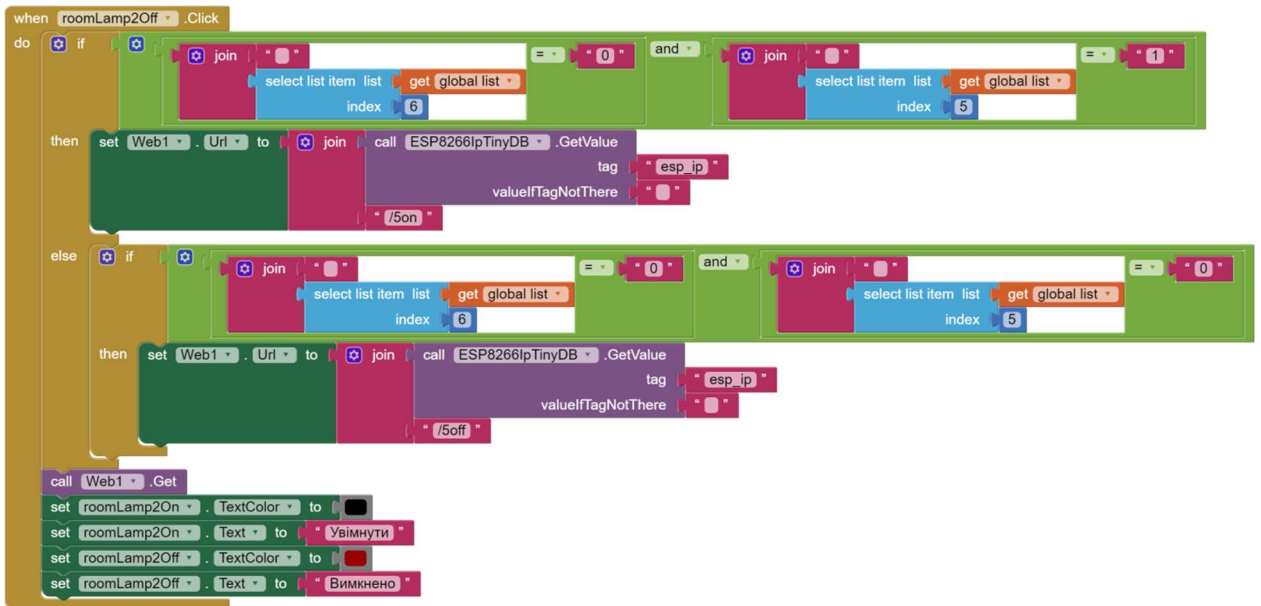 when roomLamp2Off .Click
do if join " " = " 0 " and join " " = " 1 "
select list item list get global list select list item list get global list
index 6 index 5
then set Web1 . Url to join call ESP8266IpTinyDB .GetValue
tag " esp_ip "
valueIfTagNotThere " "
" /5on "
else if join " " = " 0 " and join " " = " 0 "
select list item list get global list select list item list get global list
index 6 index 5
then set Web1 . Url to join call ESP8266IpTinyDB .GetValue
tag " esp_ip "
valueIfTagNotThere " "
" /5off "
call Web1 .Get
set roomLamp2On . TextColor to
set roomLamp2On . Text to " Увімнути "
set roomLamp2Off . TextColor to
set roomLamp2Off . Text to " Вимкнено "